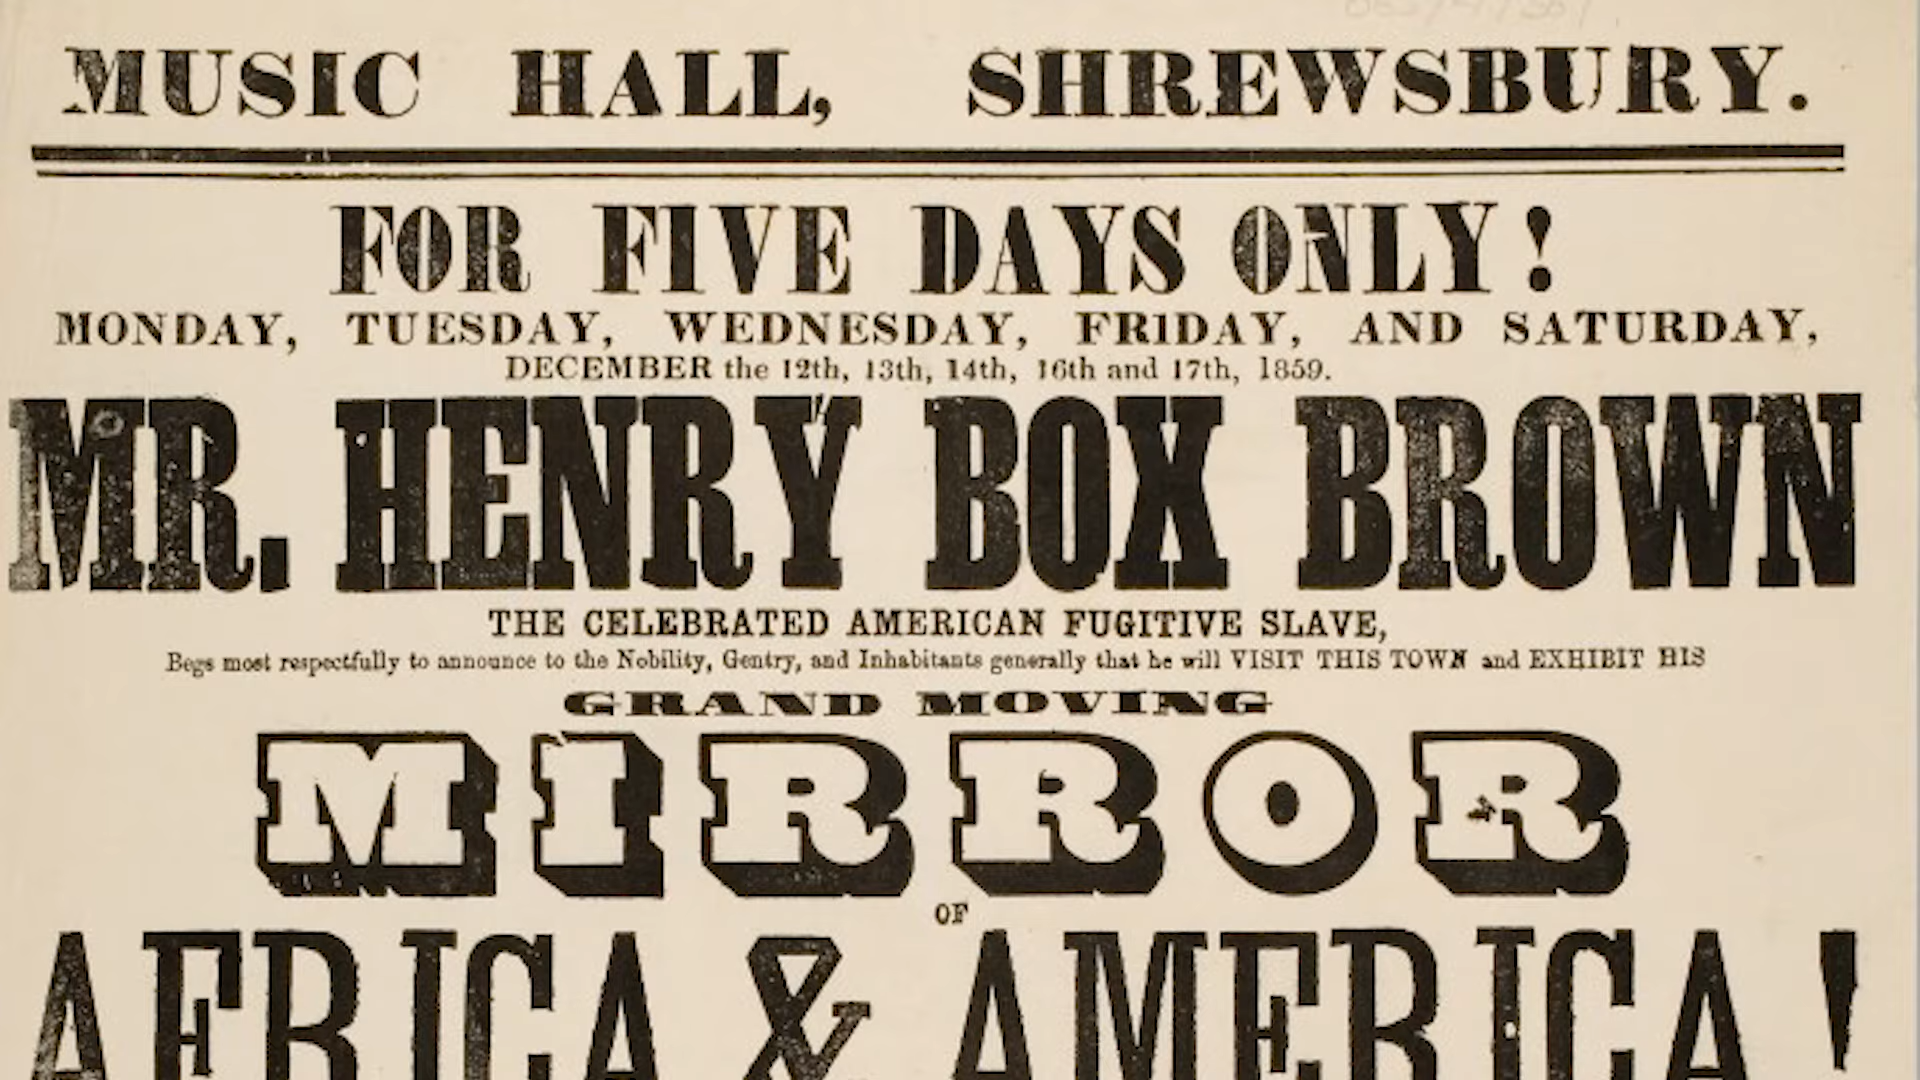 MUSIC HALL, SHREWSBURY.
FOR FIVE DAYS ONLY!
MONDAY, TUESDAY, WEDNESDAY, FRIDAY, AND SATURDAY,
DECEMBER the 12th, 13th, 14th, 16th and 17th, 1859.
MR. HENRY BOX BROWN
THE CELEBRATED AMERICAN FUGITIVE SLAVE,
Begs most respectfully to announce to the Nobility, Gentry, and Inhabitants generally that he will VISIT THIS TOWN and EXHIBIT HIS
GRAND MOVING
MIRROR
OF
AFRICA & AMERICA!